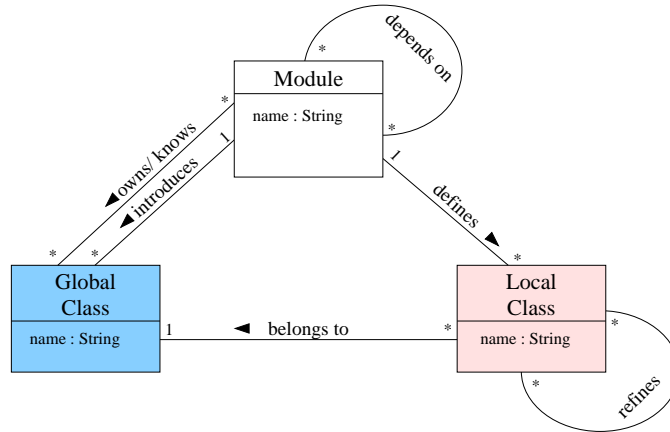 depends on
*
Module
*
name : String
*
1
1
owns/ knows
introduces
defines
*
*
*
Global
Class
Local
Class
name : String
1
belongs to
*
name : String
*
*
refines